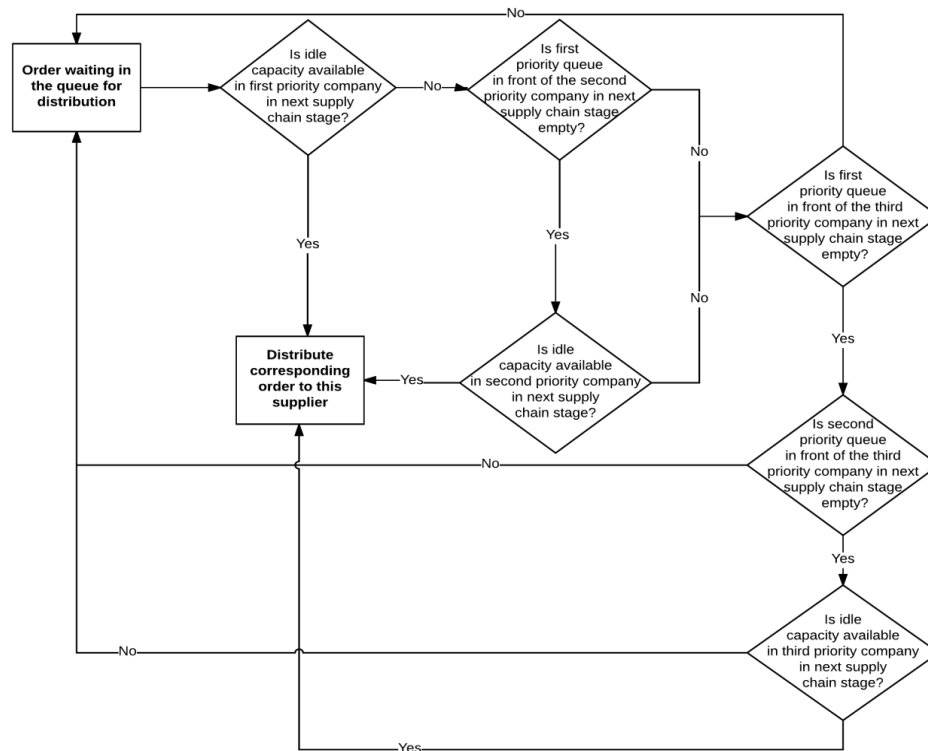 No
Order waiting in
the queue for
distribution
Is idle
capacity available
in first priority company
in next supply
chain stage?
No
Is first
priority queue
in front of the second
priority company in next
supply chain stage
empty?
No
Is first
priority queue
in front of the third
priority company in next
supply chain stage
empty?
Yes
Yes
No
Distribute
corresponding
order to this
supplier
Yes
Is idle
capacity available
in second priority company
in next supply
chain stage?
Yes
Is second
priority queue
in front of the third
priority company in next
supply chain stage
empty?
No
Yes
Is idle
capacity available
in third priority company
in next supply
chain stage?
No
Yes